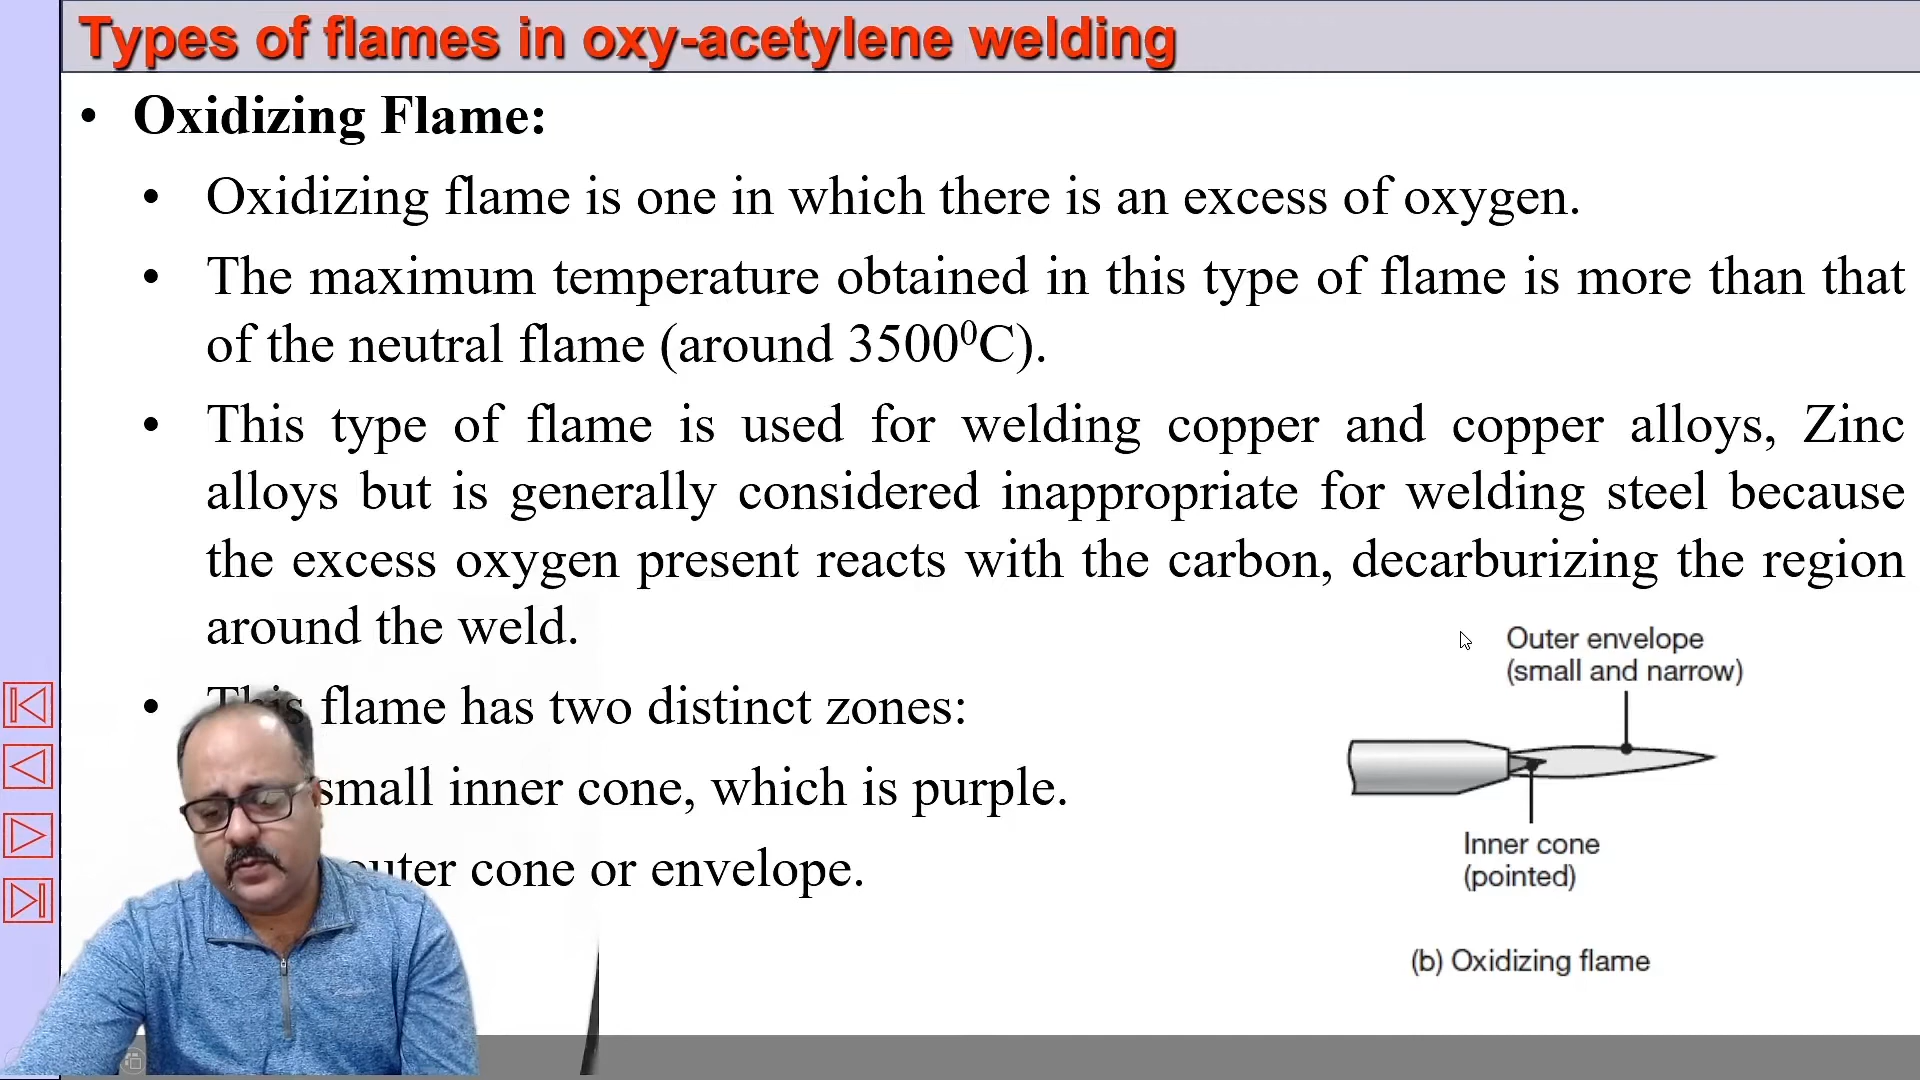 Types of flames in oxy-acetylene welding
• Oxidizing Flame:
• Oxidizing flame is one in which there is an excess of oxygen.
• The maximum temperature obtained in this type of flame is more than that
of the neutral flame (around 3500⁰C).
• This type of flame is used for welding copper and copper alloys, Zinc
alloys but is generally considered inappropriate for welding steel because
the excess oxygen present reacts with the carbon, decarburizing the region
around the weld.
• This flame has two distinct zones:
small inner cone, which is purple.
outer cone or envelope.
Outer envelope
(small and narrow)
Inner cone
(pointed)
(b) Oxidizing flame